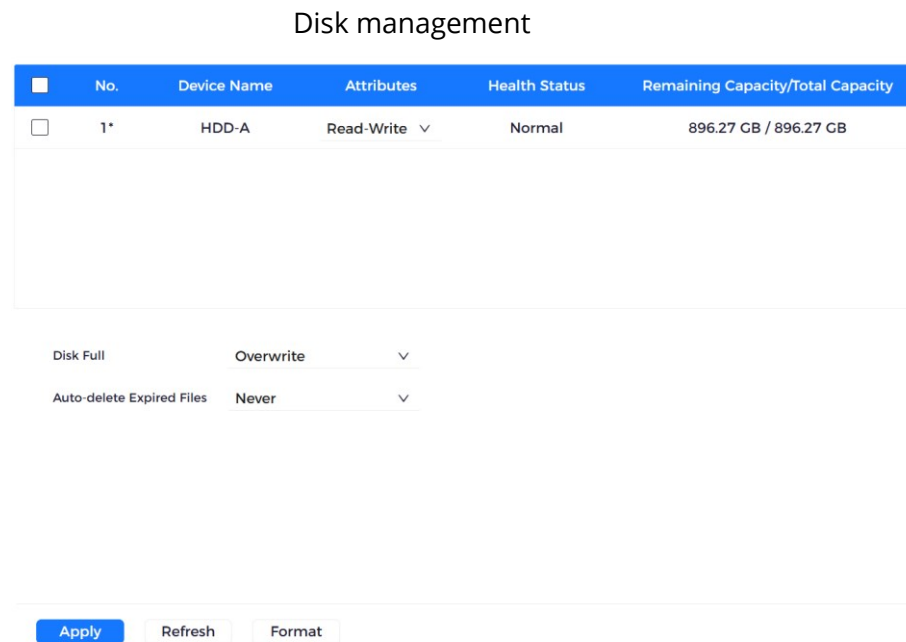 Disk management
No. Device Name Attributes Health Status Remaining Capacity/Total Capacity
1* HDD-A Read-Write Normal 896.27 GB / 896.27 GB
Disk Full Overwrite
Auto-delete Expired Files Never
Apply Refresh Format